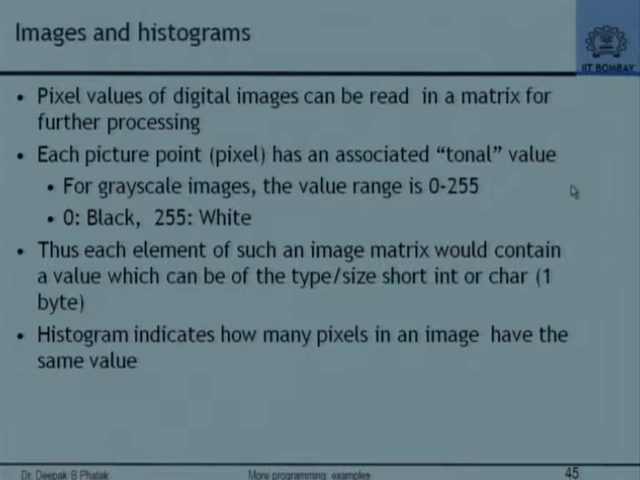 Images and histograms
IIT BOMBAY
• Pixel values of digital images can be read in a matrix for
further processing
• Each picture point (pixel) has an associated “tonal” value
• For grayscale images, the value range is 0-255
• 0: Black, 255: White
• Thus each element of such an image matrix would contain
a value which can be of the type/size short int or char (1
byte)
• Histogram indicates how many pixels in an image have the
same value
Dr. Deepak B Phatak
More programming examples
45